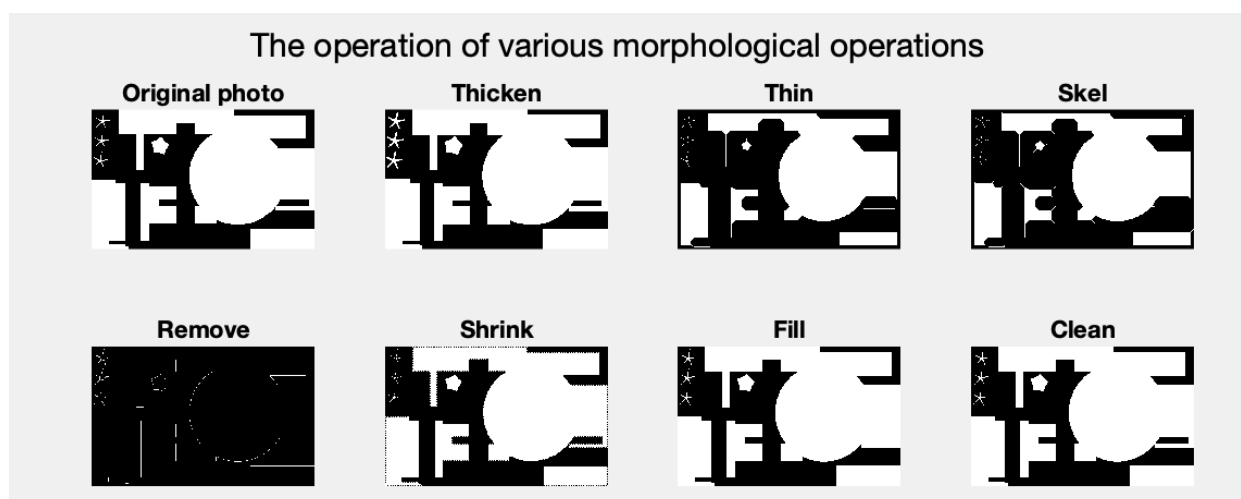 The operation of various morphological operations
Original photo
Thicken
Thin
Skel
Remove
Shrink
Fill
Clean